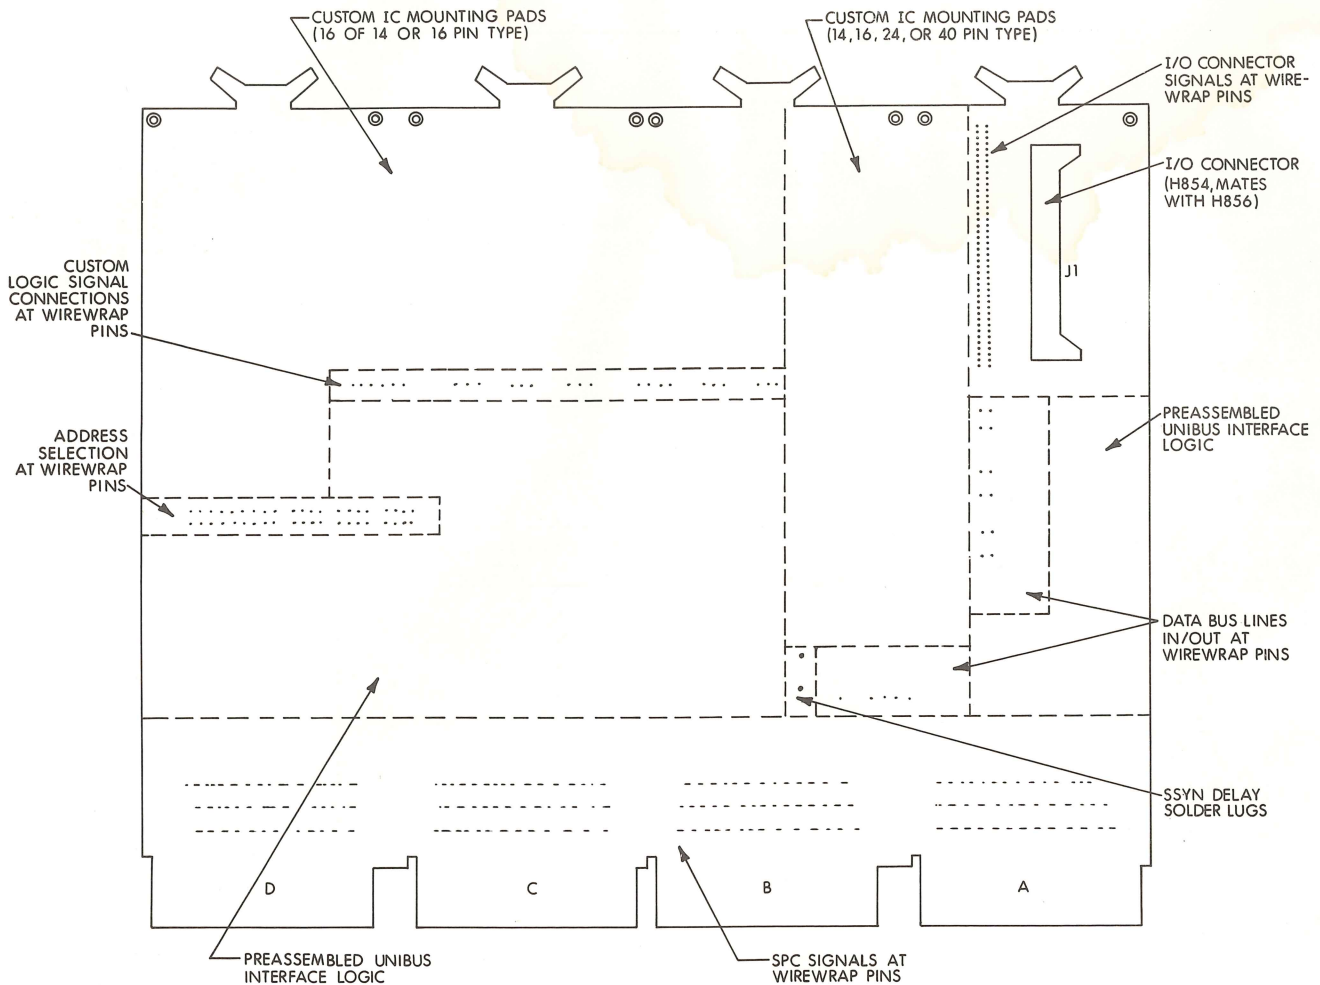 CUSTOM IC MOUNTING PADS
(16 OF 14 OR 16 PIN TYPE)
CUSTOM IC MOUNTING PADS
(14,16, 24, OR 40 PIN TYPE)
I/O CONNECTOR
SIGNALS AT WIRE-
WRAP PINS
I/O CONNECTOR
(H854, MATES
WITH H856)
J1
CUSTOM
LOGIC SIGNAL
CONNECTIONS
AT WIREWRAP
PINS
ADDRESS
SELECTION
AT WIREWRAP
PINS
PREASSEMBLED
UNIBUS INTERFACE
LOGIC
DATA BUS LINES
IN/OUT AT
WIREWRAP PINS
SSYN DELAY
SOLDER LUGS
D
C
B
A
PREASSEMBLED UNIBUS
INTERFACE LOGIC
SPC SIGNALS AT
WIREWRAP PINS